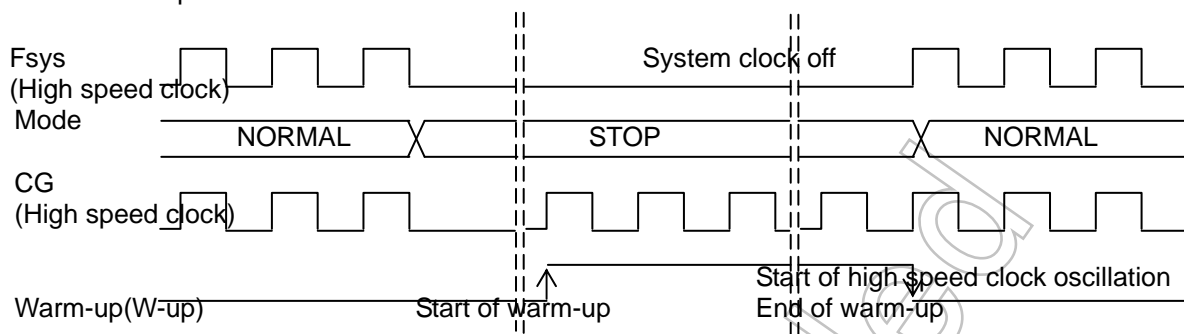 Fsys
(High speed clock)
System clock off
Mode
NORMAL
STOP
NORMAL
CG
(High speed clock)
Warm-up(W-up)
Start of warm-up
Start of high speed clock oscillation
End of warm-up